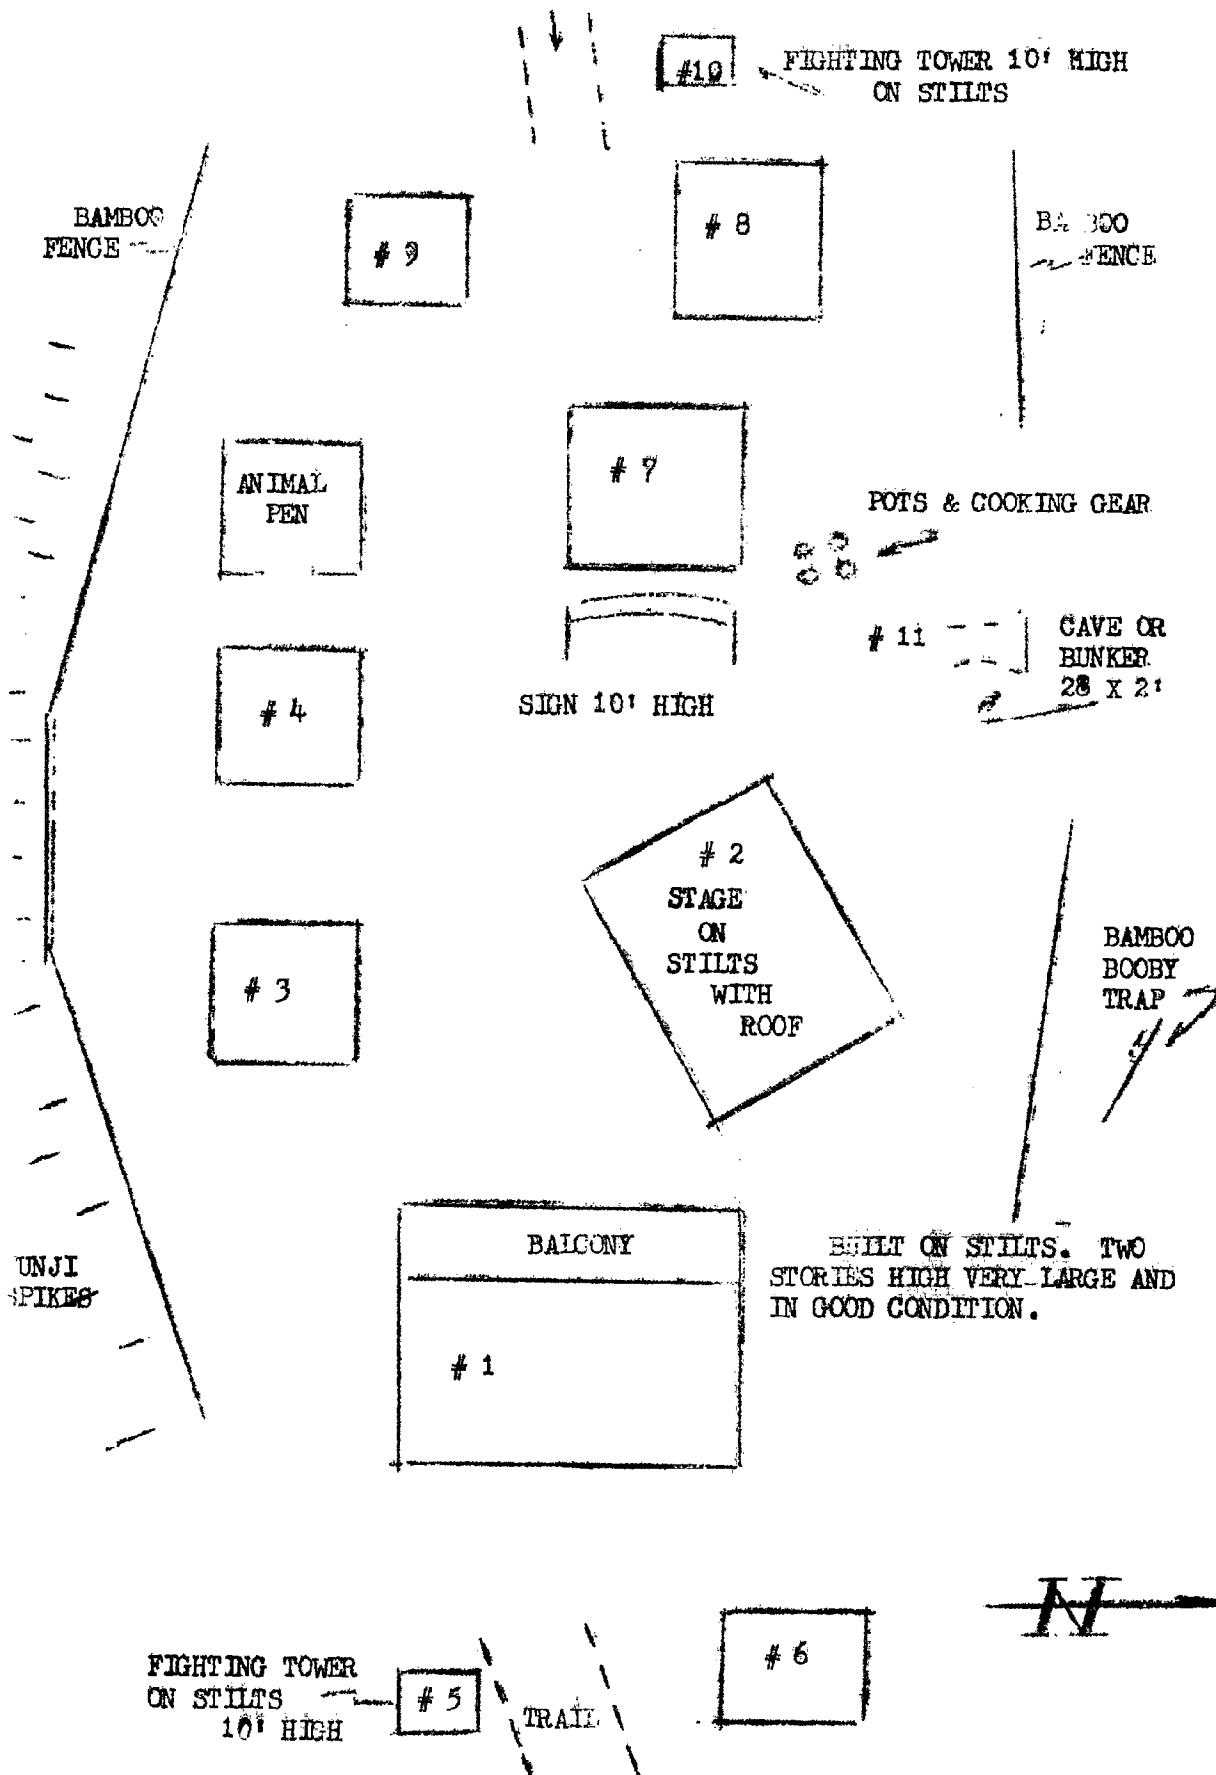 #10
FIGHTING TOWER 10' HIGH
ON STILTS
BAMBOO
FENCE
# 9
# 8
FENCE
ANIMAL
PEN
# 7
POTS & COOKING GEAR
# 4
SIGN 10' HIGH
# 11
CAVE OR
BUNKER
28 X 2'
# 2
STAGE
ON
STILTS
WITH
ROOF
# 3
BAMBOO
BOOBY
TRAP
UNJI
PIKES
BALCONY
# 1
BUILT ON STILTS. TWO
STORIES HIGH VERY LARGE AND
IN GOOD CONDITION.
N
FIGHTING TOWER
ON STILTS
10' HIGH
# 5
TRAIL
# 6